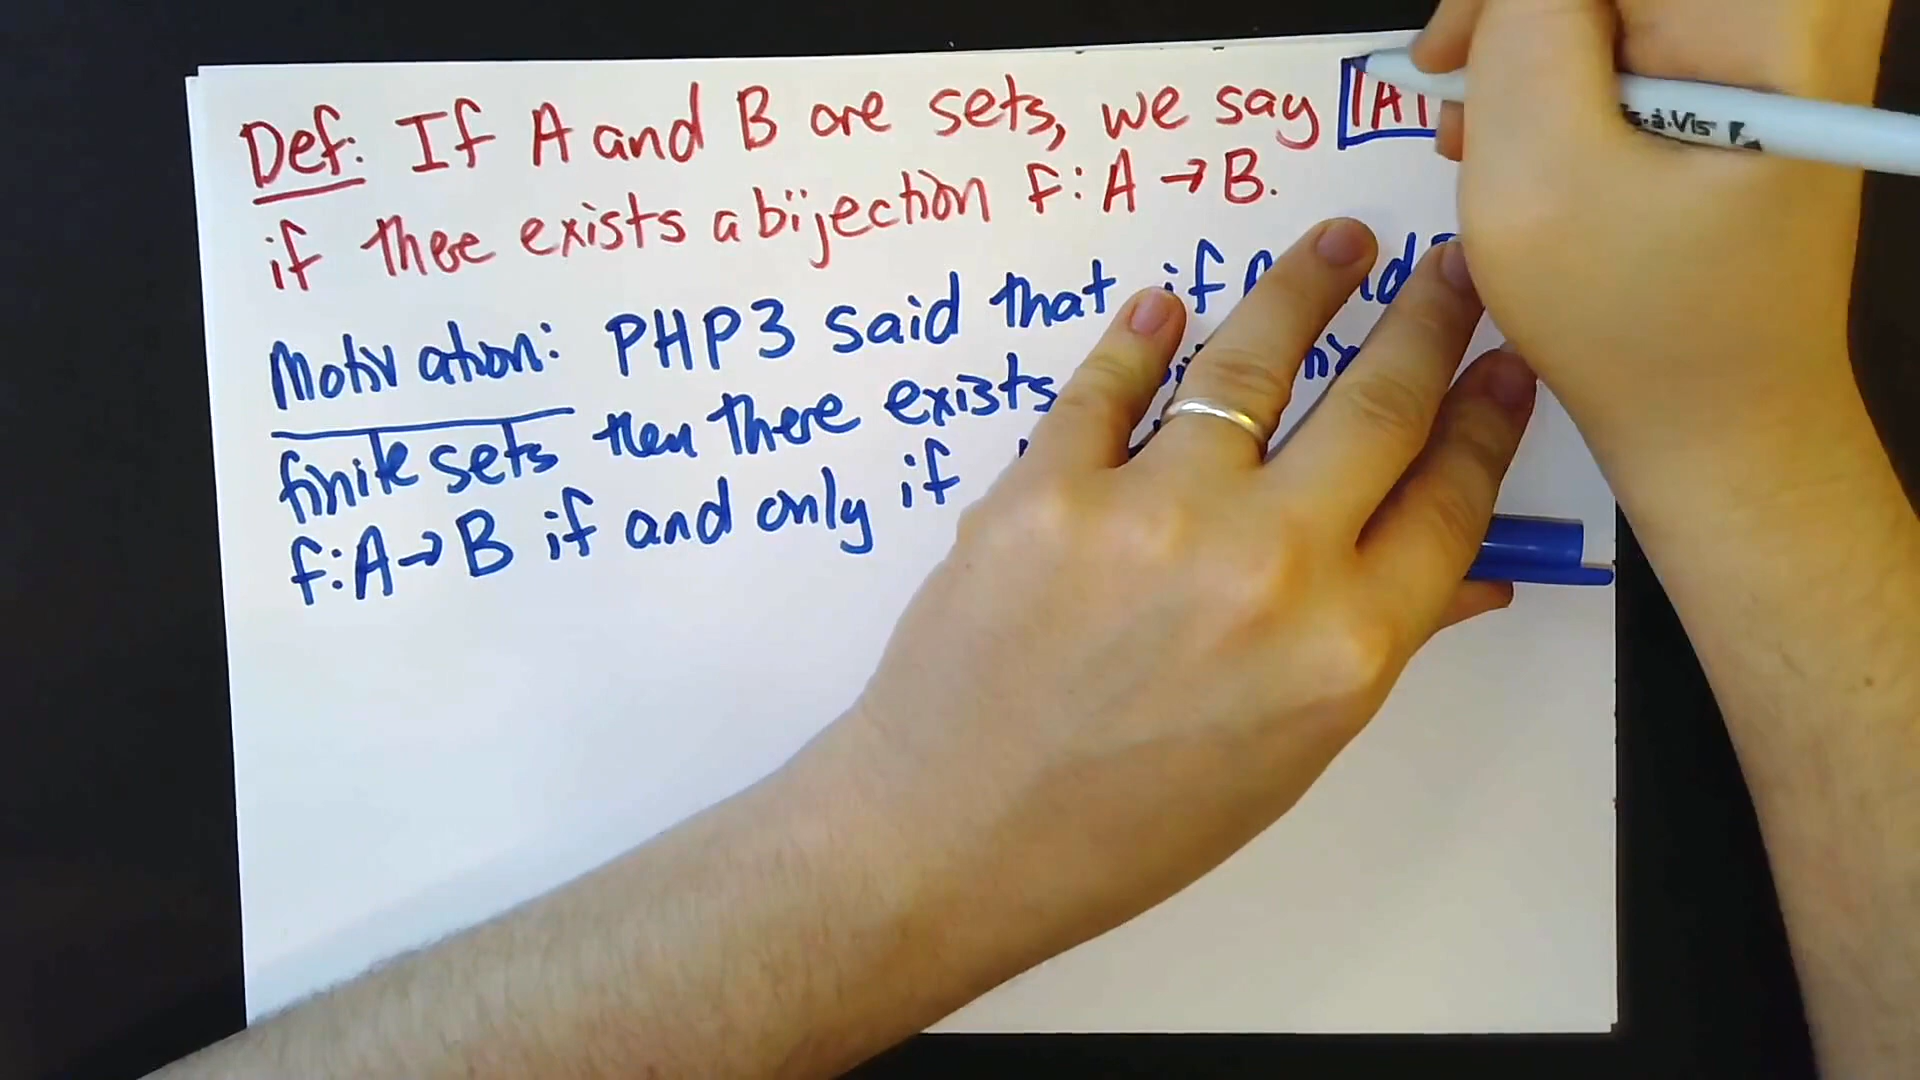 Def: If A and B are sets, we say |A|
if there exists a bijection f: A → B.
Motivation: PHP3 said that if
finite sets then there exists
f: A → B if and only if
Vis